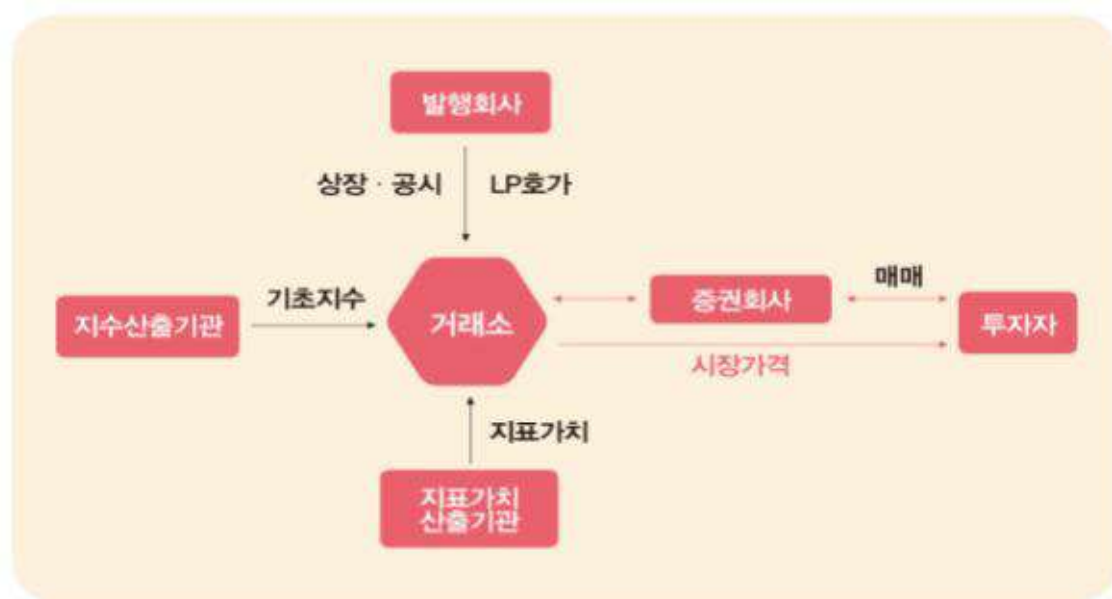 발행회사
상장 · 공시
LP호가
기초지수
매매
지수산출기관
거래소
증권회사
투자자
시장가격
지표가치
지표가치
산출기관